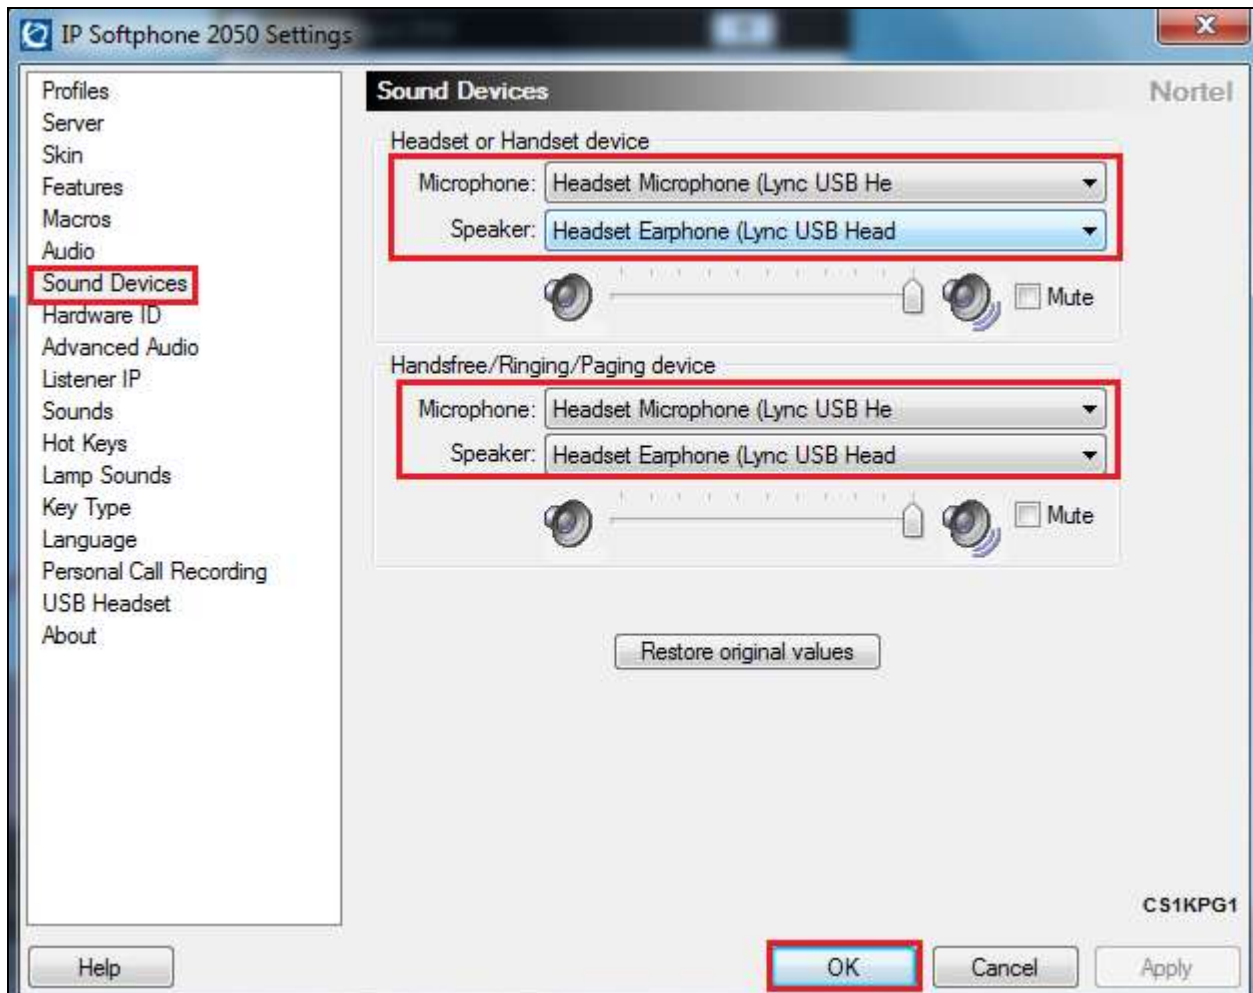 IP Softphone 2050 Settings
Profiles
Server
Skin
Features
Macros
Audio
Sound Devices
Hardware ID
Advanced Audio
Listener IP
Sounds
Hot Keys
Lamp Sounds
Key Type
Language
Personal Call Recording
USB Headset
About
Sound Devices
Nortel
Headset or Handset device
Microphone: Headset Microphone (Lync USB He
Speaker: Headset Earphone (Lync USB Head
Mute
Handsfree/Ringing/Paging device
Microphone: Headset Microphone (Lync USB He
Speaker: Headset Earphone (Lync USB Head
Mute
Restore original values
CS1KPG1
Help
OK
Cancel
Apply